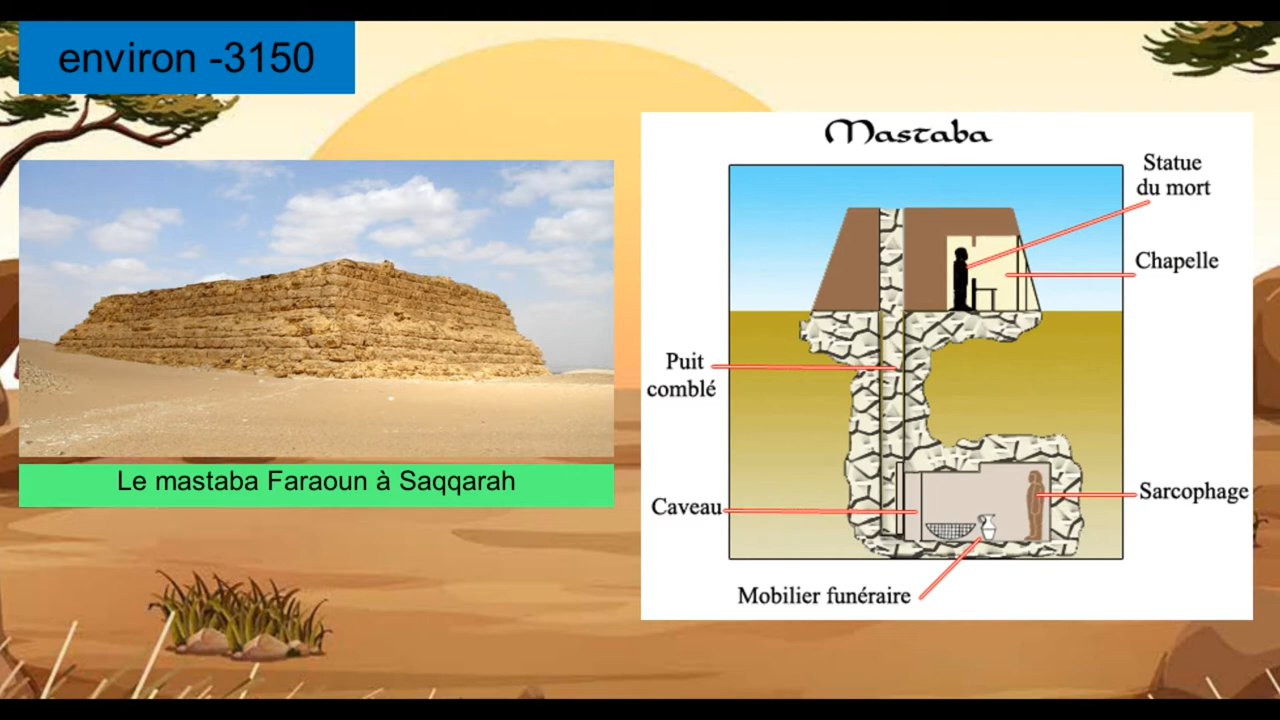 environ -3150
Le mastaba Faraoun à Saqqarah
Mastaba
Statue
du mort
Chapelle
Puit
comblé
Caveau
Sarcophage
Mobilier funéraire